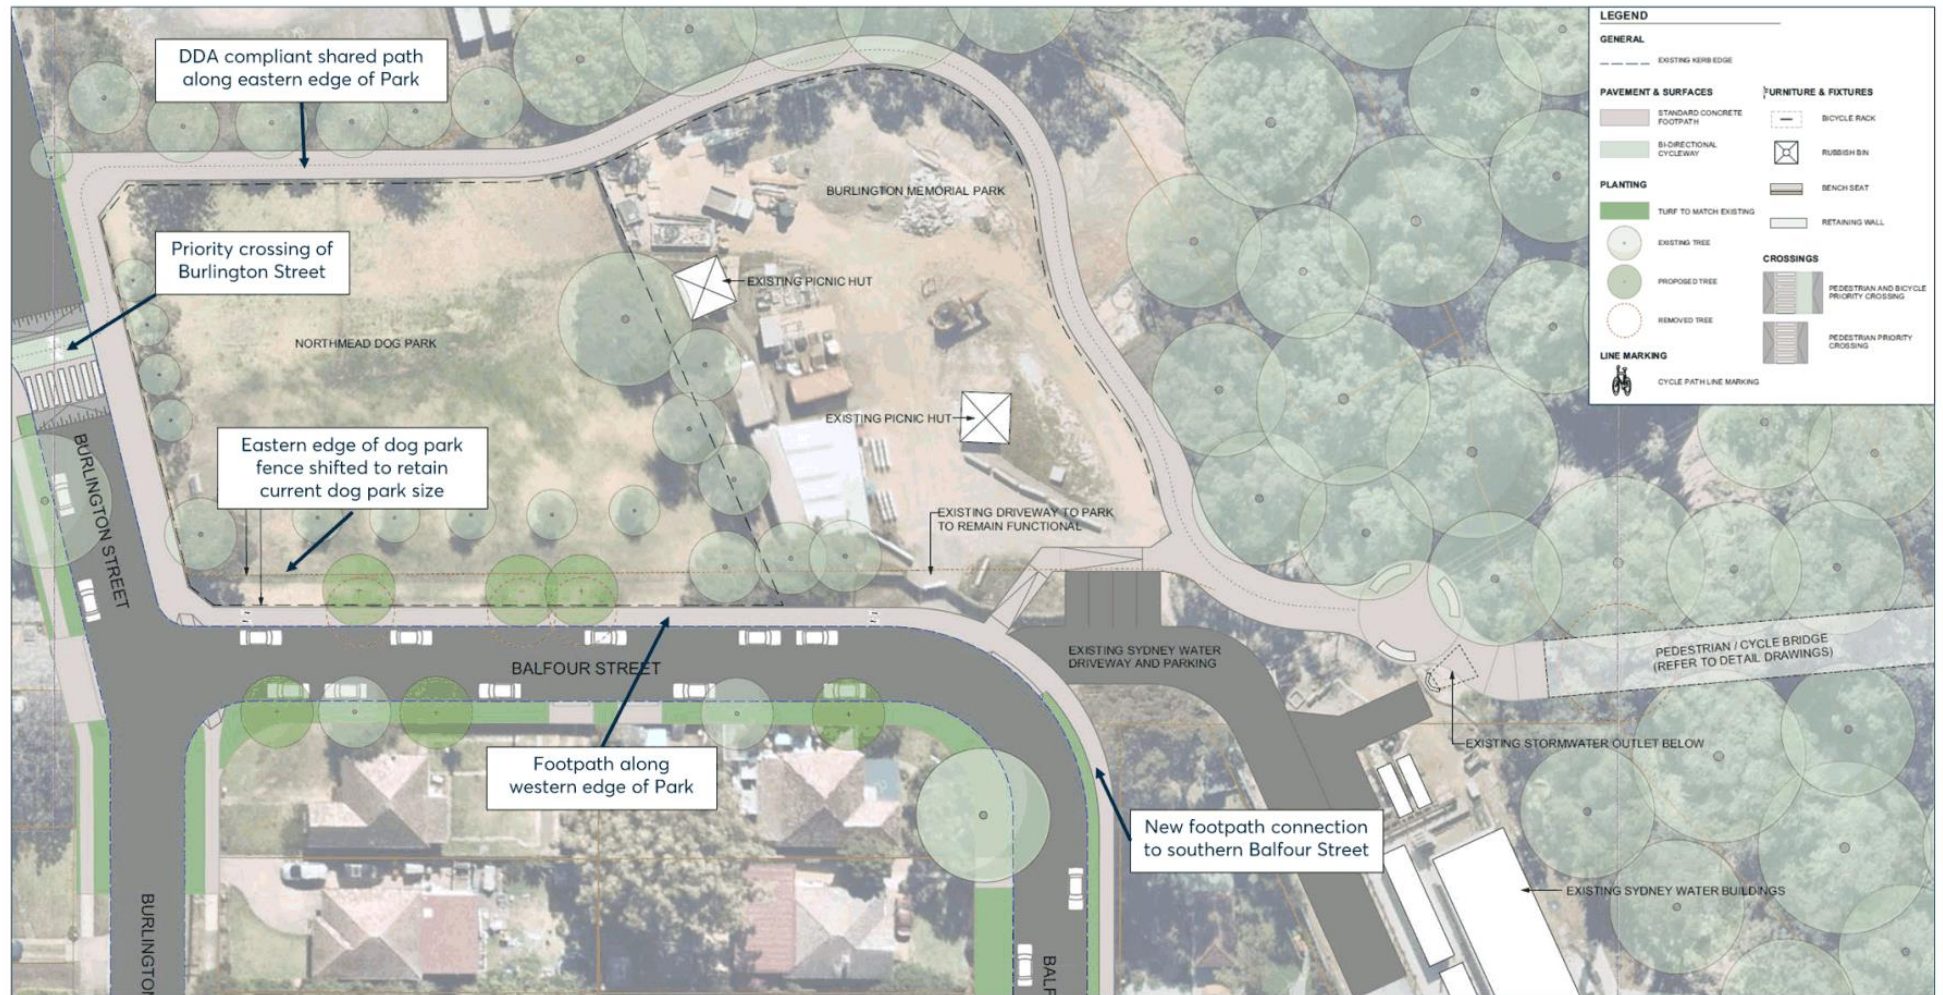 DDA compliant shared path
along eastern edge of Park
Priority crossing of
Burlington Street
NORTHMEAD DOG PARK
BURLINGTON MEMORIAL PARK
EXISTING PICNIC HUT
EXISTING PICNIC HUT
Eastern edge of dog park
fence shifted to retain
current dog park size
EXISTING DRIVEWAY TO PARK
TO REMAIN FUNCTIONAL
BURLINGTON STREET
BALFOUR STREET
EXISTING SYDNEY WATER
DRIVEWAY AND PARKING
PEDESTRIAN / CYCLE BRIDGE
(REFER TO DETAIL DRAWINGS)
EXISTING STORMWATER OUTLET BELOW
Footpath along
western edge of Park
New footpath connection
to southern Balfour Street
EXISTING SYDNEY WATER BUILDINGS
BURLINGTON
BALF
LEGEND
GENERAL
EXISTING KERB EDGE
PAVEMENT & SURFACES
STANDARD CONCRETE
FOOTPATH
BI-DIRECTIONAL
CYCLEWAY
PLANTING
TURF TO MATCH EXISTING
EXISTING TREE
PROPOSED TREE
REMOVED TREE
LINE MARKING
CYCLE PATH LINE MARKING
FURNITURE & FIXTURES
BICYCLE RACK
RUBBISH BIN
BENCH SEAT
RETAINING WALL
CROSSINGS
PEDESTRIAN AND BICYCLE
PRIORITY CROSSING
PEDESTRIAN PRIORITY
CROSSING